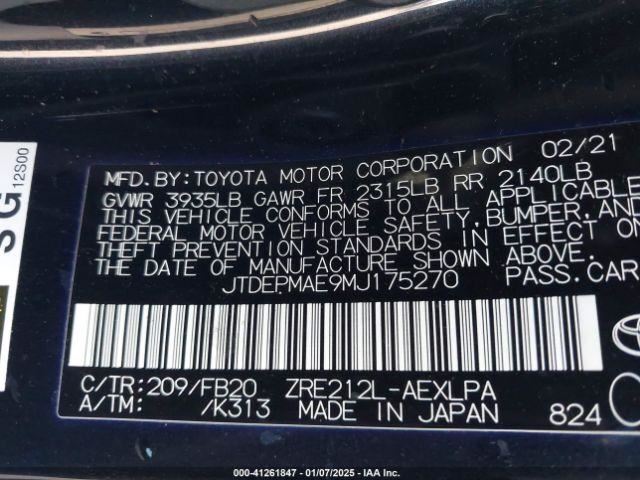 SG
12S00
MFD. BY: TOYOTA MOTOR CORPORATION 02/21
GVWR 3935LB GAWR FR 2315LB RR 2140LB
THIS VEHICLE CONFORMS TO ALL APPLICABLE
FEDERAL MOTOR VEHICLE SAFETY, BUMPER, AND
THEFT PREVENTION STANDARDS IN EFFECT ON
THE DATE OF MANUFACTURE SHOWN ABOVE.
JTDEPMAE9MJ175270 PASS. CAR
C/TR: 209/FB20 ZRE212L-AEXLPA
A/TM: /K313 MADE IN JAPAN 824
000-41261847 - 01/07/2025 - IAA Inc.